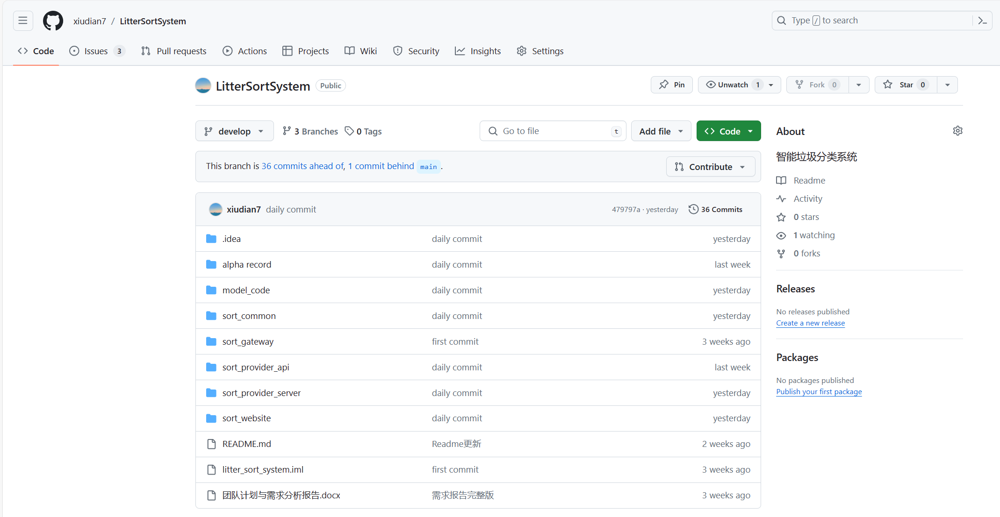 xiudian7 / LitterSortSystem
Type / to search
Code
Issues 3
Pull requests
Actions
Projects
Wiki
Security
Insights
Settings
LitterSortSystem Public
Pin
Unwatch 1
Fork 0
Star 0
develop
3 Branches
0 Tags
Go to file t
Add file
Code
This branch is 36 commits ahead of, 1 commit behind main.
Contribute
xiudian7 daily commit 479797a · yesterday 36 Commits
.idea daily commit yesterday
alpha record daily commit last week
model_code daily commit yesterday
sort_common daily commit yesterday
sort_gateway first commit 3 weeks ago
sort_provider_api daily commit last week
sort_provider_server daily commit yesterday
sort_website daily commit yesterday
README.md Readme更新 2 weeks ago
litter_sort_system.iml first commit 3 weeks ago
团队计划与需求分析报告.docx 需求报告完整版 3 weeks ago
About
智能垃圾分类系统
Readme
Activity
0 stars
1 watching
0 forks
Releases
No releases published
Create a new release
Packages
No packages published
Publish your first package